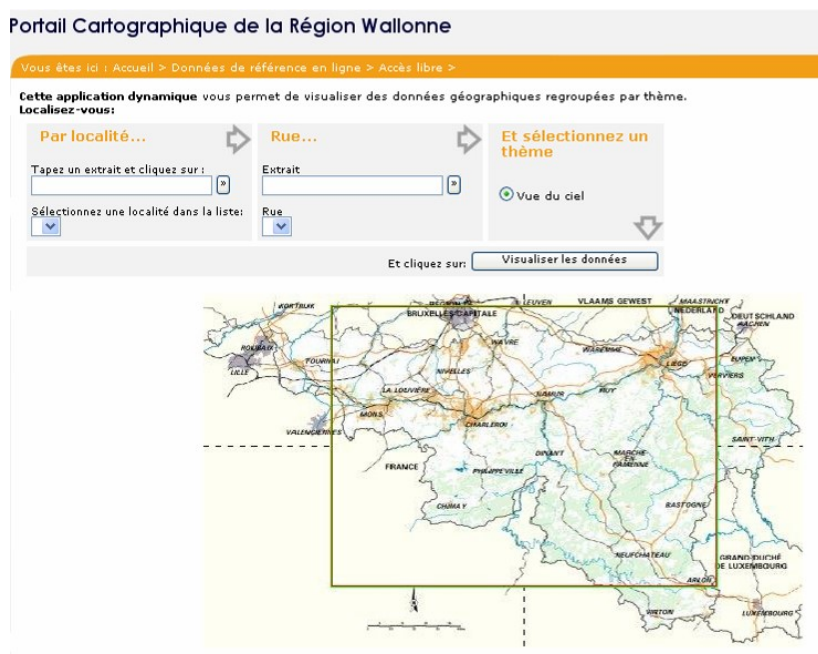 Portail Cartographique de la Région Wallonne
Vous êtes ici : Accueil > Données de référence en ligne > Accès libre >
Cette application dynamique vous permet de visualiser des données géographiques regroupées par thème.
Localisez-vous:
Par localité...
Rue...
Et sélectionnez un
thème
Tapez un extrait et cliquez sur :
Extrait
»
»
Vue du ciel
Sélectionnez une localité dans la liste:
Rue
Et cliquez sur:
Visualiser les données
KORTRIJK
BRUXELLES-CAPITALE
LEUVEN
VLAAMS GEWEST
MAASTRICHT
NEDERLAND
DEUTSCHLAND
AACHEN
ROUBAIX
LILLE
TOURNAI
WAVRE
NIVELLES
WAREMME
LIEGE
EUPEN
VERVIERS
LA LOUVIÈRE
MONS
CHARLEROI
NAMUR
HUY
VALENCIENNES
SAINT-VITH
FRANCE
PHILIPPEVILLE
DINANT
MARCHE
EN
FAMENNE
CHIMAY
BASTOGNE
NEUFCHATEAU
GRAND-DUCHÉ
DE LUXEMBOURG
ARLON
VIRTON
LUXEMBOURG